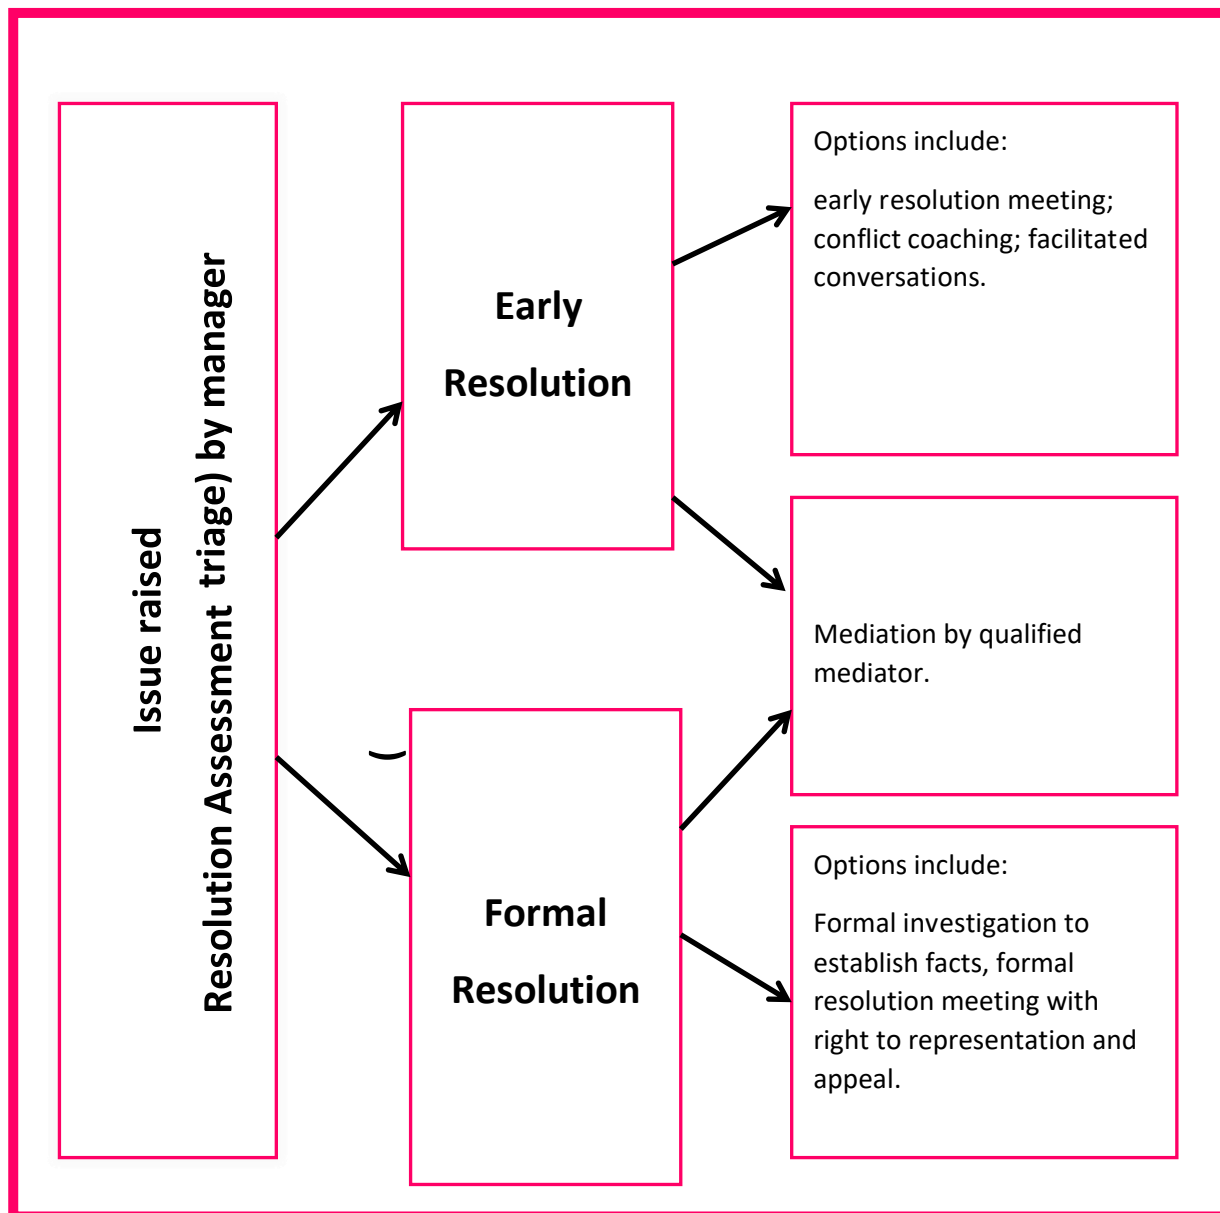 Issue raised
Resolution Assessment triage) by manager
(
Early
Resolution
Options include:
early resolution meeting;
conflict coaching; facilitated
conversations.
Mediation by qualified
mediator.
Formal
Resolution
Options include:
Formal investigation to
establish facts, formal
resolution meeting with
right to representation and
appeal.